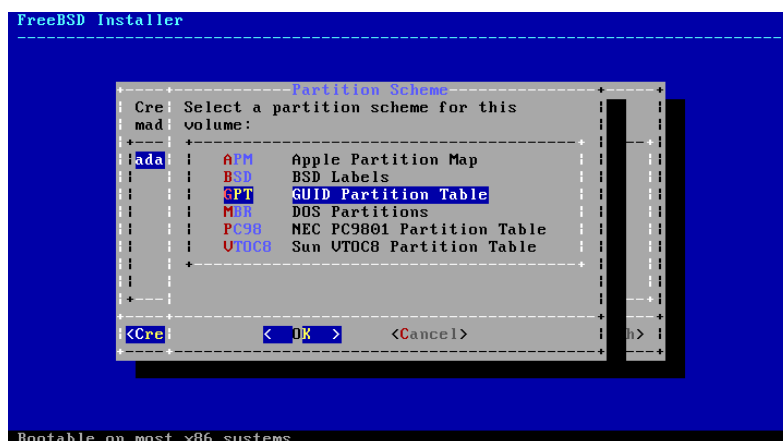 FreeBSD Installer
Partition Scheme
Cre Select a partition scheme for this
mad volume:
ada APM Apple Partition Map
BSD BSD Labels
GPT GUID Partition Table
MBR DOS Partitions
PC98 NEC PC9801 Partition Table
VTOC8 Sun VTOC8 Partition Table
<Cre < OK > <Cancel> h>
Bootable on most x86 systems